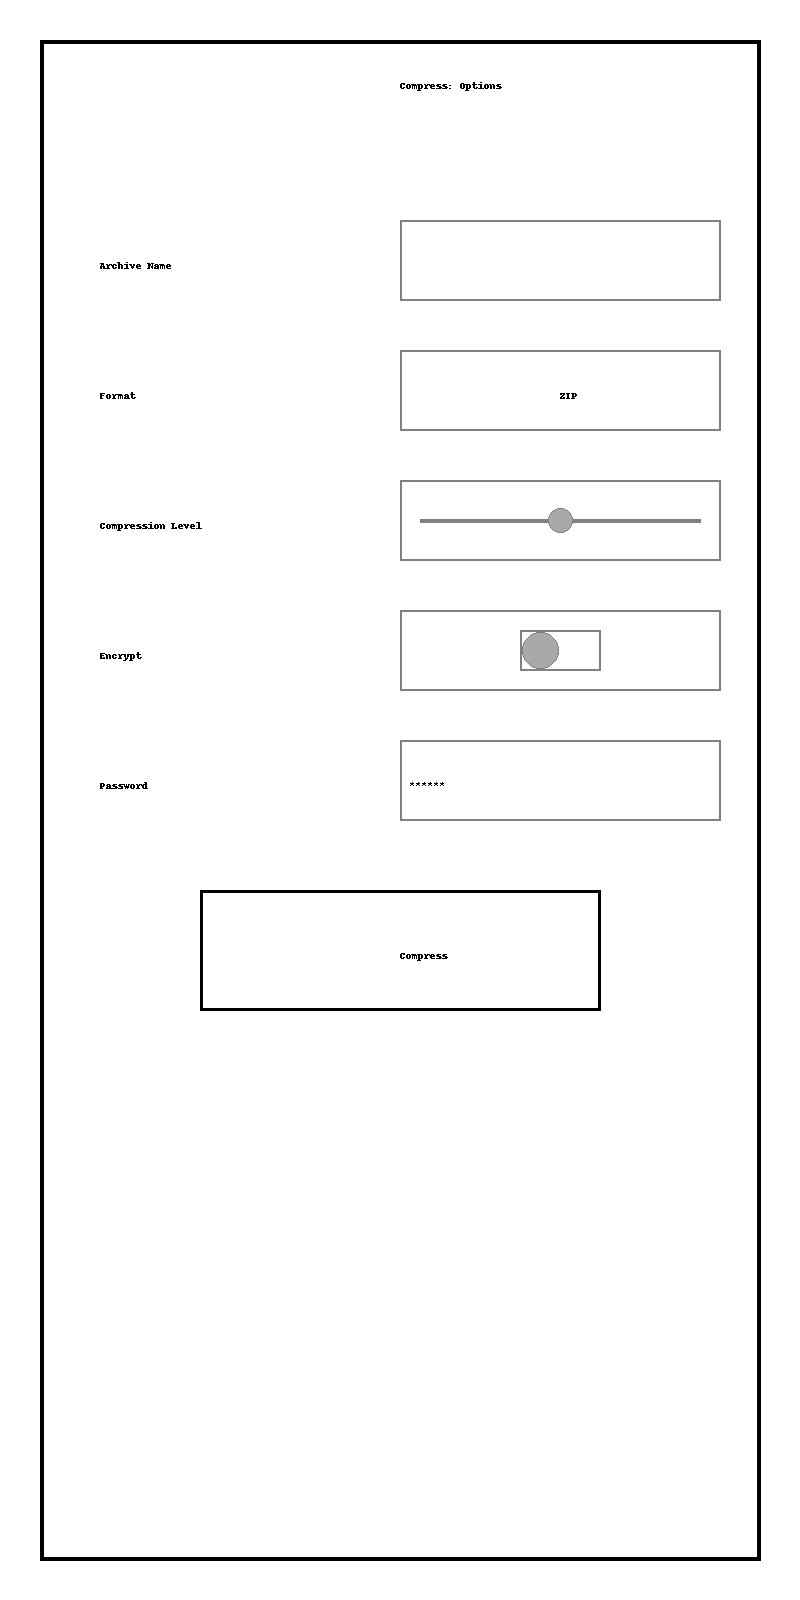 Compress: Options
Archive Name
Format
ZIP
Compression Level
Encrypt
Password
******
Compress